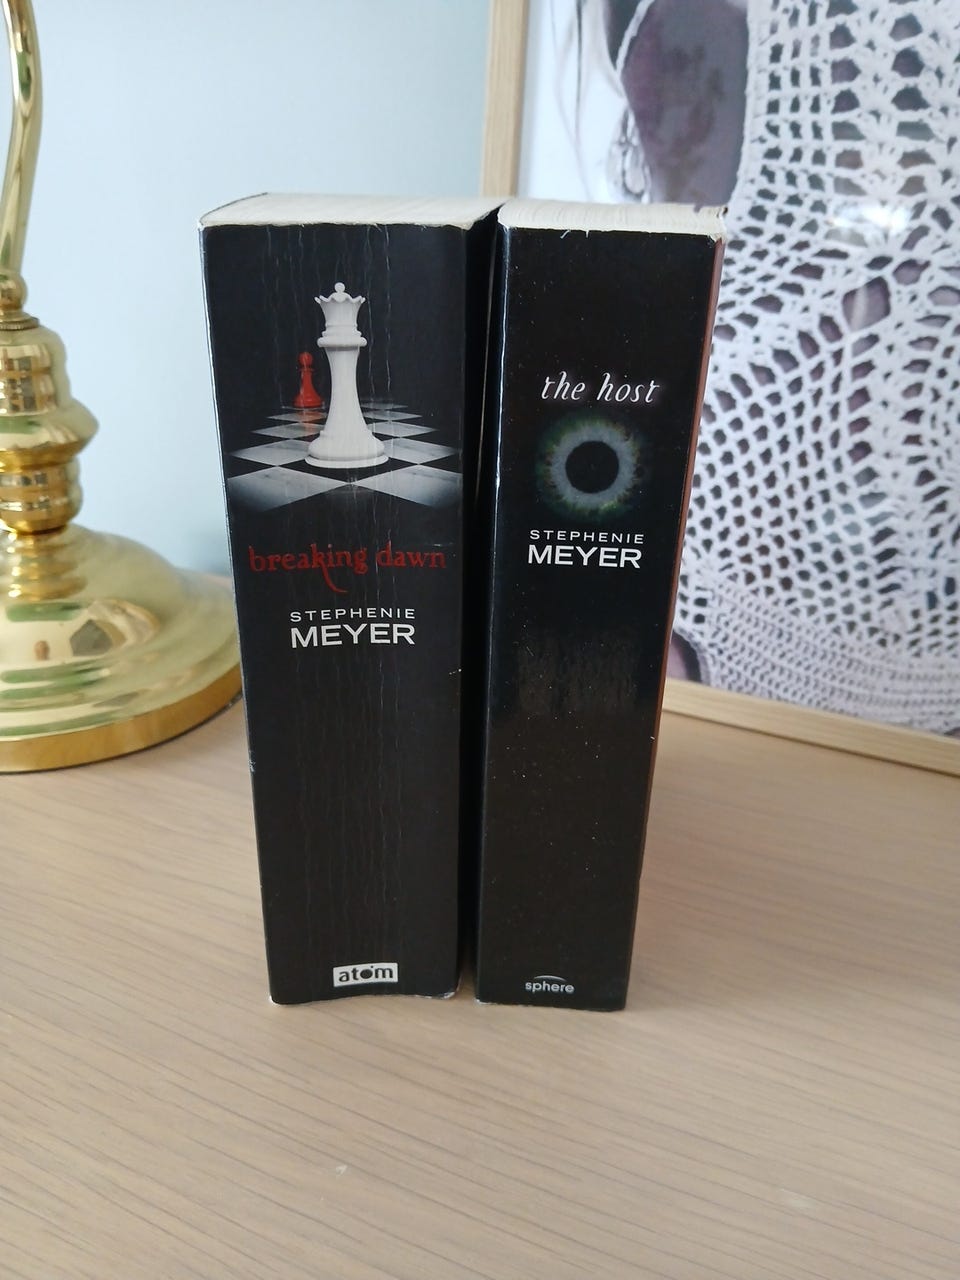 breaking dawn
STEPHENIE
MEYER
atom
the host
STEPHENIE
MEYER
sphere